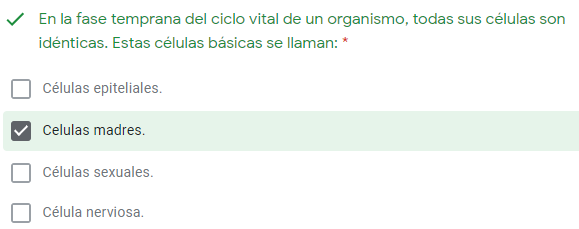 En la fase temprana del ciclo vital de un organismo, todas sus células son
idénticas. Estas células básicas se llaman: *
Células epiteliales.
Celulas madres.
Células sexuales.
Célula nerviosa.